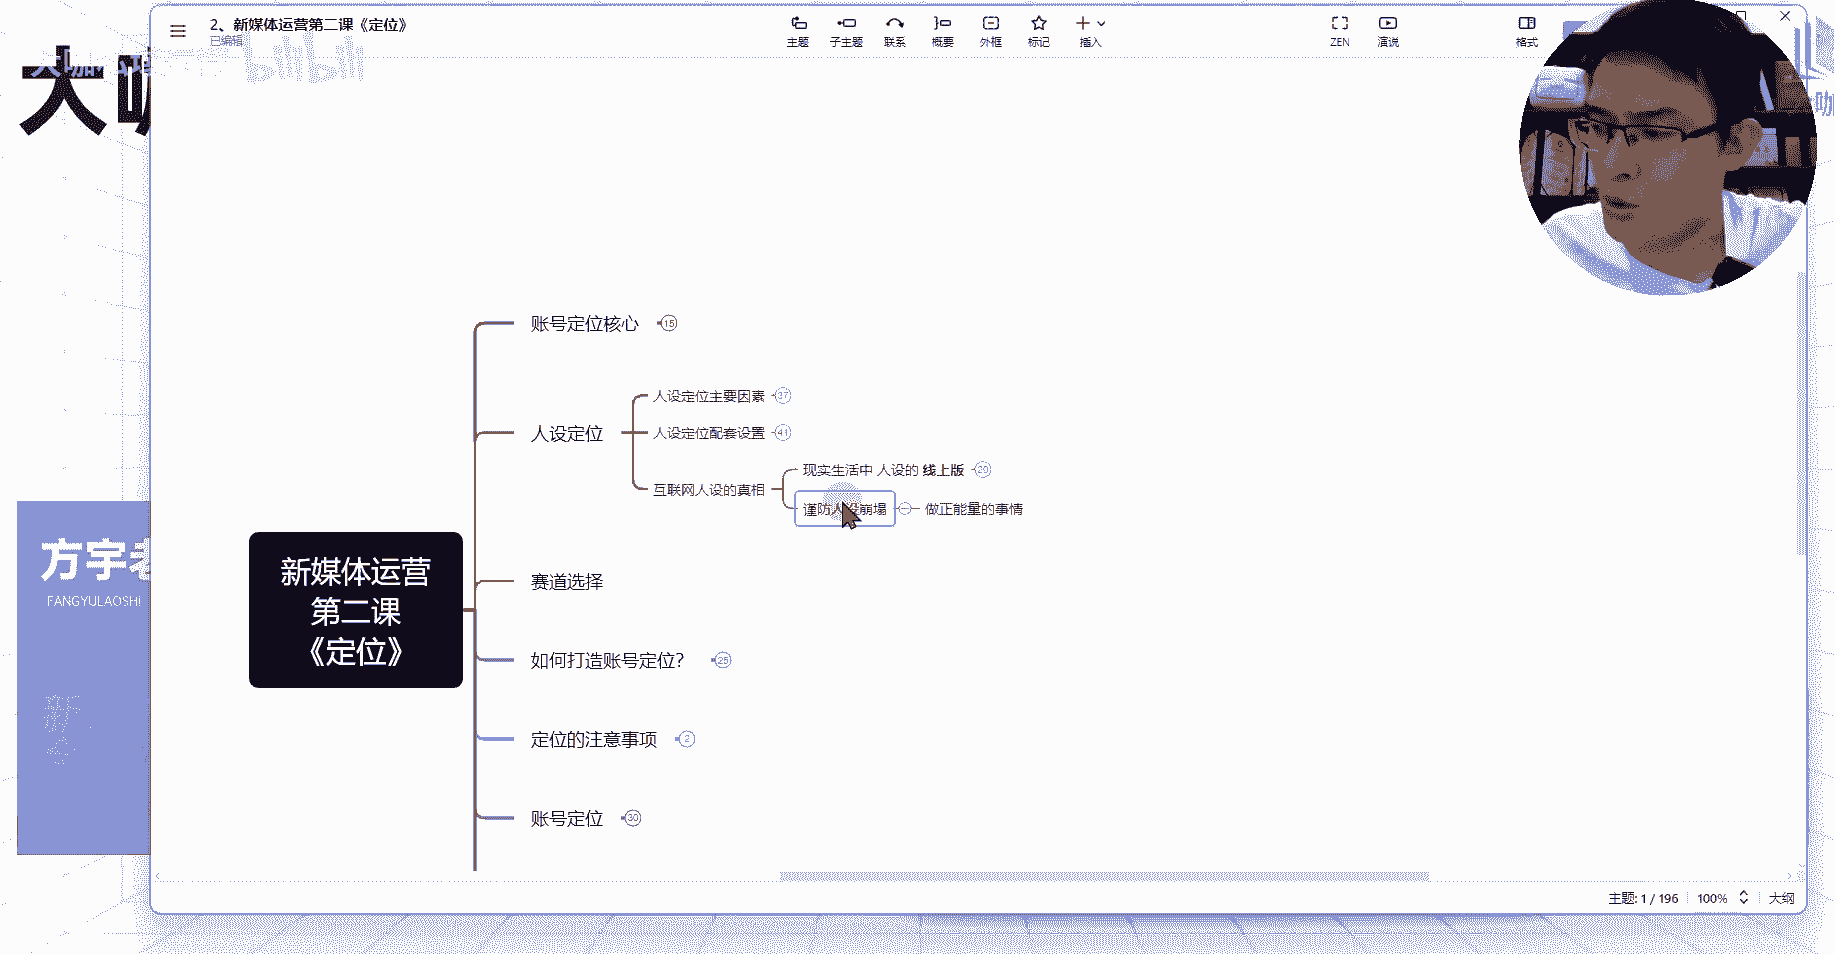 2、新媒体运营第二课《定位》
已编辑
主题
子主题
联系
概要
外框
标记
插入
ZEN
演说
格式
bilibili
大咖
账号定位核心
15
人设定位
人设定位主要因素
37
人设定位配套设置
41
互联网人设的真相
现实生活中 人设的 线上版
29
谨防人设崩塌
做正能量的事情
赛道选择
新媒体运营
第二课
《定位》
如何打造账号定位？
25
定位的注意事项
2
账号定位
30
方宇老
FANGYULAOSHI
主题: 1 / 196
100%
大纲